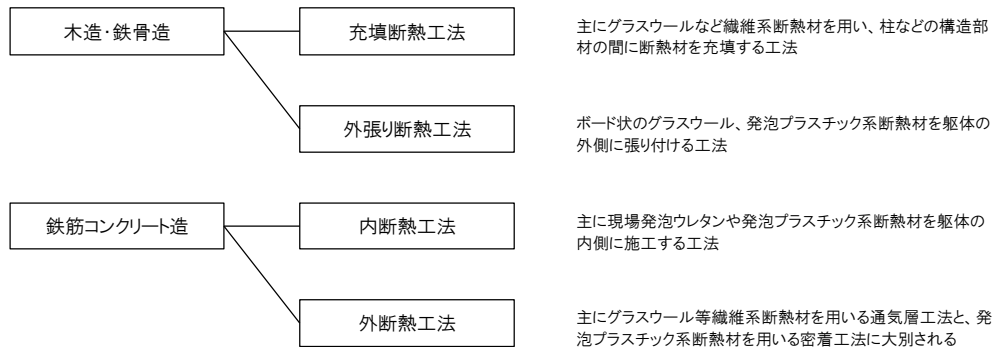 木造・鉄骨造
充填断熱工法
主にグラスウールなど繊維系断熱材を用い、柱などの構造部
材の間に断熱材を充填する工法
外張り断熱工法
ボード状のグラスウール、発泡プラスチック系断熱材を躯体の
外側に張り付ける工法
鉄筋コンクリート造
内断熱工法
主に現場発泡ウレタンや発泡プラスチック系断熱材を躯体の
内側に施工する工法
外断熱工法
主にグラスウール等繊維系断熱材を用いる通気層工法と、発
泡プラスチック系断熱材を用いる密着工法に大別される